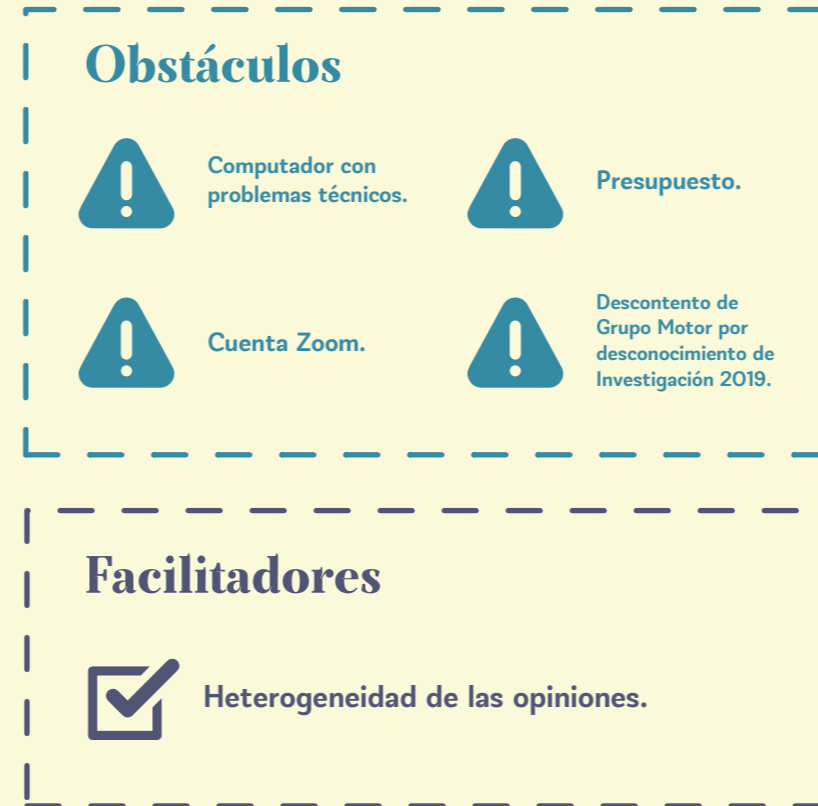 Obstáculos
Computador con
problemas técnicos.
Presupuesto.
Cuenta Zoom.
Descontento de
Grupo Motor por
desconocimiento de
Investigación 2019.
Facilitadores
Heterogeneidad de las opiniones.